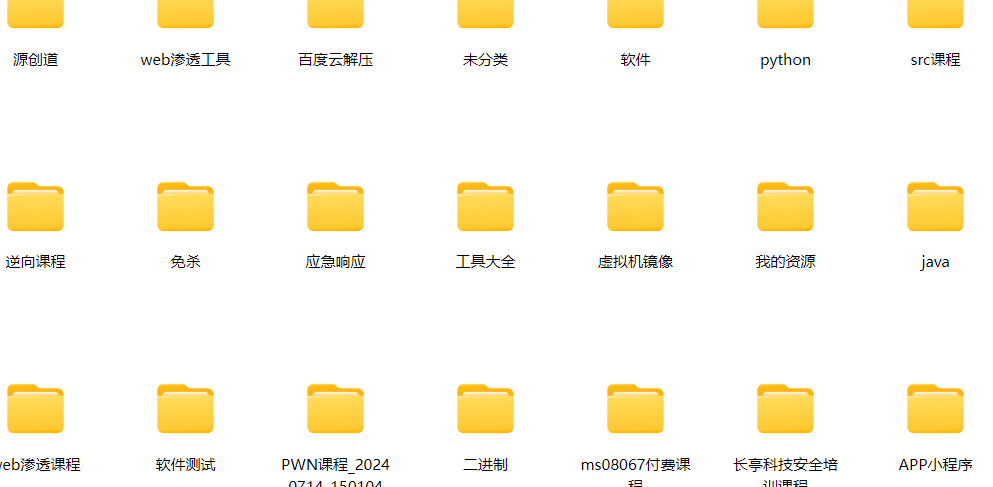 源创道
web渗透工具
百度云解压
未分类
软件
python
src课程
逆向课程
免杀
应急响应
工具大全
虚拟机镜像
我的资源
java
web渗透课程
软件测试
PWN课程_2024
0714_150104
二进制
ms08067付费课
程
长亭科技安全培
训课程
APP小程序